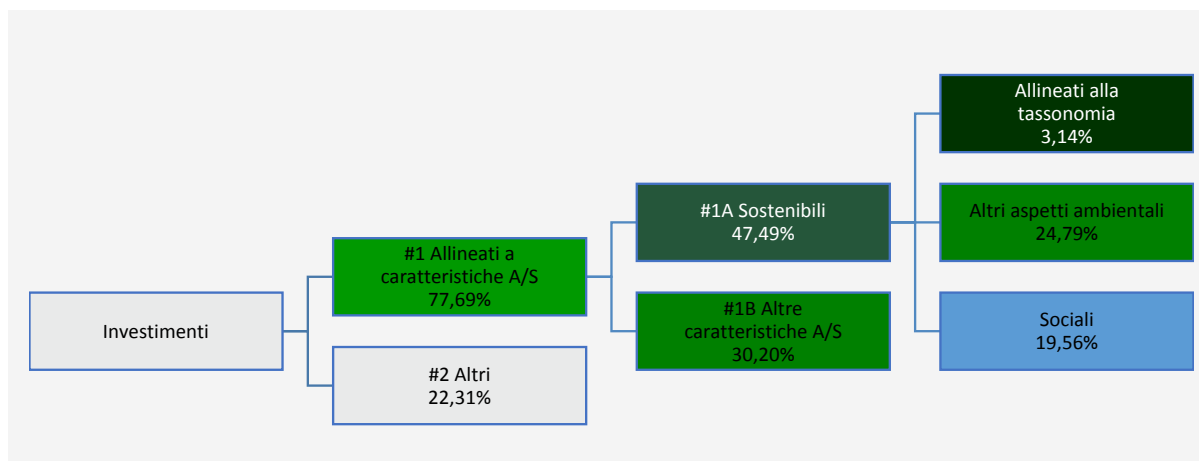 Investimenti
#1 Allineati a
caratteristiche A/S
77,69%
#2 Altri
22,31%
#1A Sostenibili
47,49%
#1B Altre
caratteristiche A/S
30,20%
Allineati alla
tassonomia
3,14%
Altri aspetti ambientali
24,79%
Sociali
19,56%